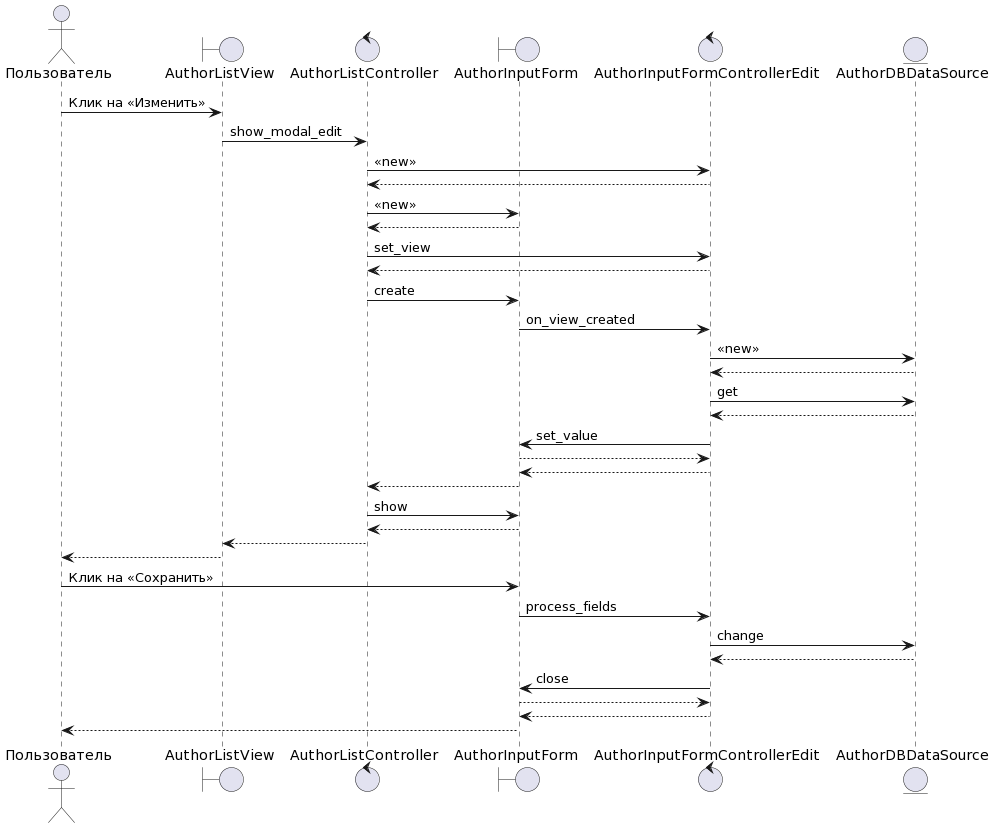 Пользователь AuthorListView AuthorListController AuthorInputForm AuthorInputFormControllerEdit AuthorDBDataSource
Клик на «Изменить»
show_modal_edit
«new»
«new»
set_view
create
on_view_created
«new»
get
set_value
show
Клик на «Сохранить»
process_fields
change
close
Пользователь AuthorListView AuthorListController AuthorInputForm AuthorInputFormControllerEdit AuthorDBDataSource